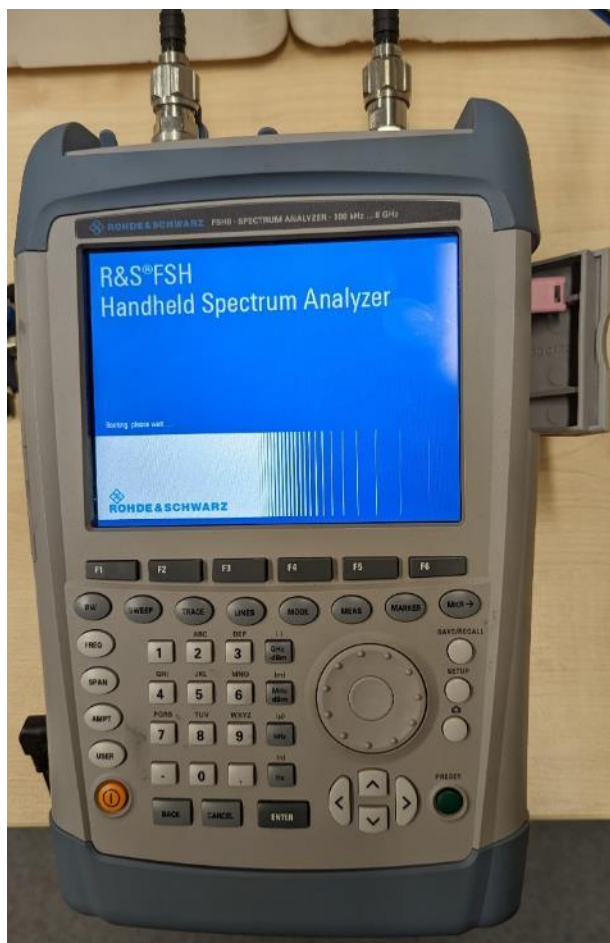 ROHDE&SCHWARZ FSH8 · SPECTRUM ANALYZER · 100 kHz ... 8 GHz
R&S®FSH
Handheld Spectrum Analyzer
Booting, please wait ...
ROHDE&SCHWARZ
F1 F2 F3 F4 F5 F6
BW SWEEP TRACE LINES MODE MEAS MARKER MKR→
SAVE/RECALL
FREQ
ABC DEF
1 2 3 GHz
dBm
SETUP
SPAN
GHI JKL MNO
4 5 6 MHz
dBm
AMPT
PQRS TUV WXYZ
7 8 9 kHz
USER
- 0 . Hz
PRESET
BACK CANCEL ENTER